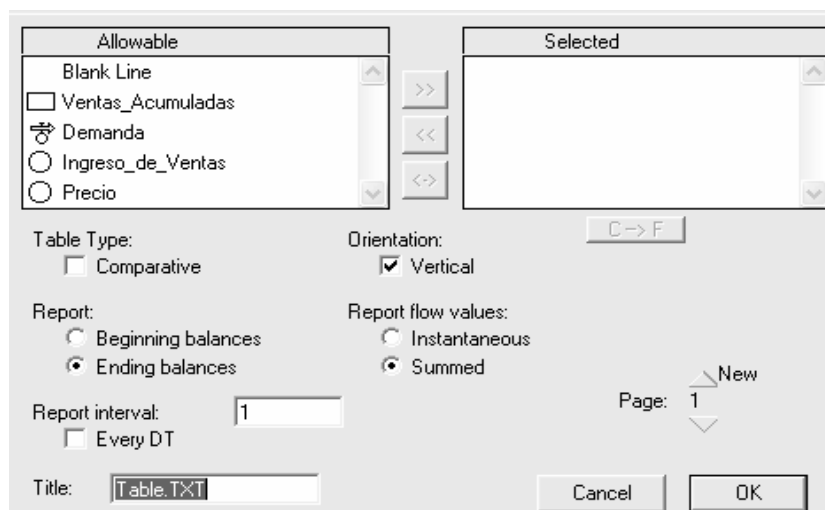 Allowable
Selected
Blank Line
Ventas_Acumuladas
Demanda
Ingreso_de_Ventas
Precio
>>
<<
<->
C->F
Table Type:
Comparative
Orientation:
Vertical
Report:
Beginning balances
Ending balances
Report flow values:
Instantaneous
Summed
Report interval: 1
Every DT
New
Page: 1
Title: Table.TXT
Cancel
OK